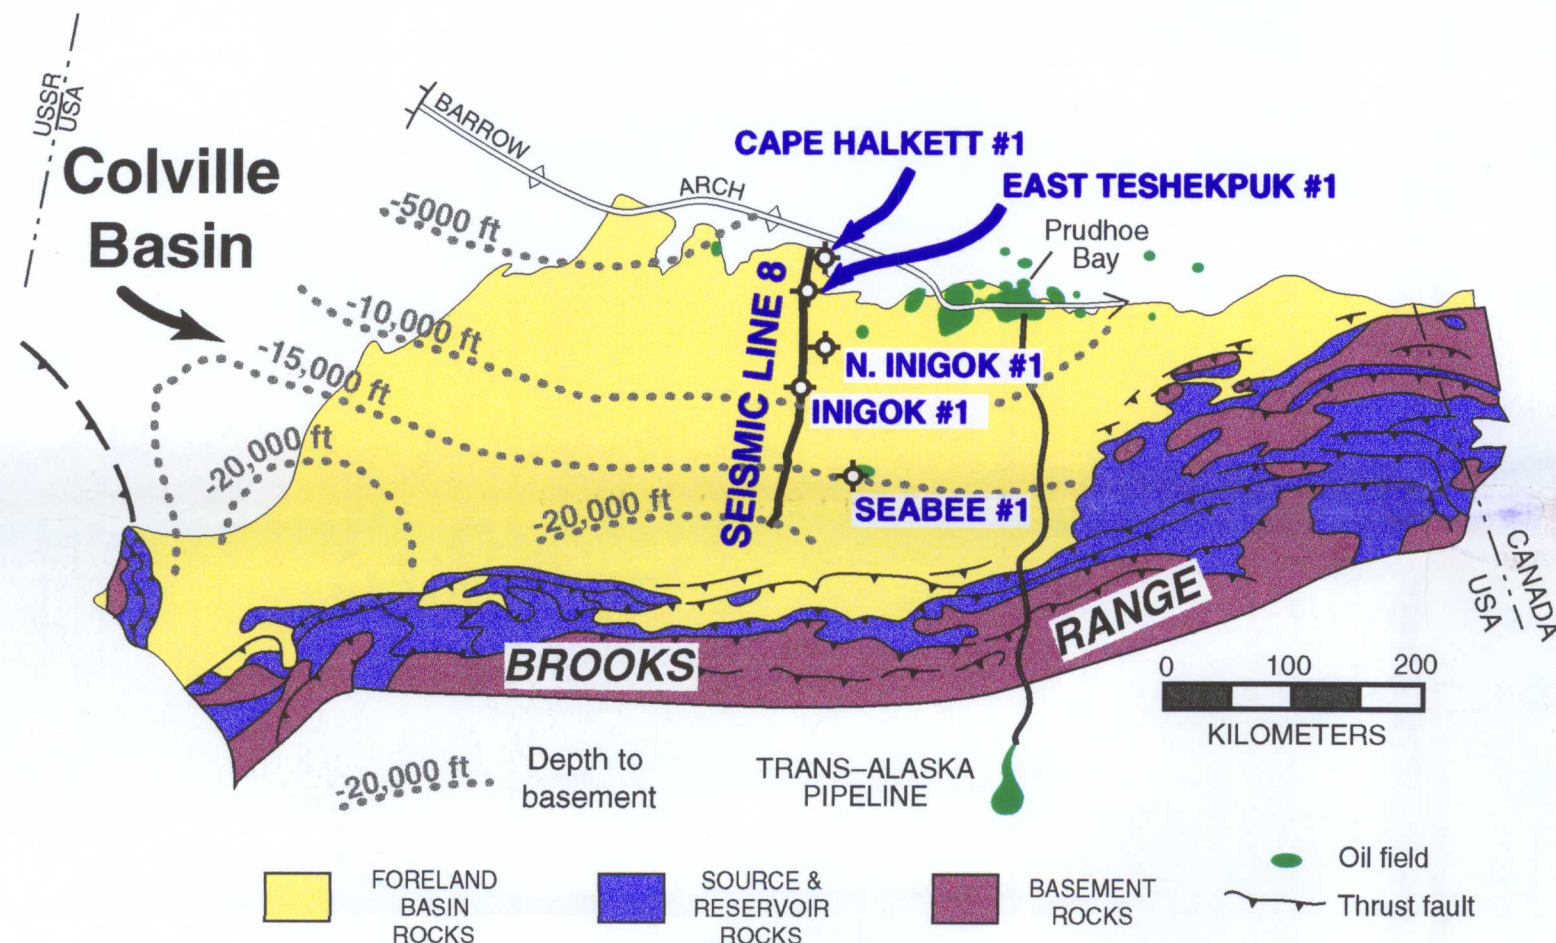 USSR
USA
Colville
Basin
BARROW
ARCH
CAPE HALKETT #1
EAST TESHEKPUK #1
Prudhoe
Bay
-5000 ft
-10,000 ft
-15,000 ft
-20,000 ft
SEISMIC LINE 8
N. INIGOK #1
INIGOK #1
SEABEE #1
-20,000 ft
BROOKS
RANGE
CANADA
USA
0 100 200
KILOMETERS
-20,000 ft
Depth to
basement
TRANS–ALASKA
PIPELINE
FORELAND
BASIN
ROCKS
SOURCE &
RESERVOIR
ROCKS
BASEMENT
ROCKS
Oil field
Thrust fault